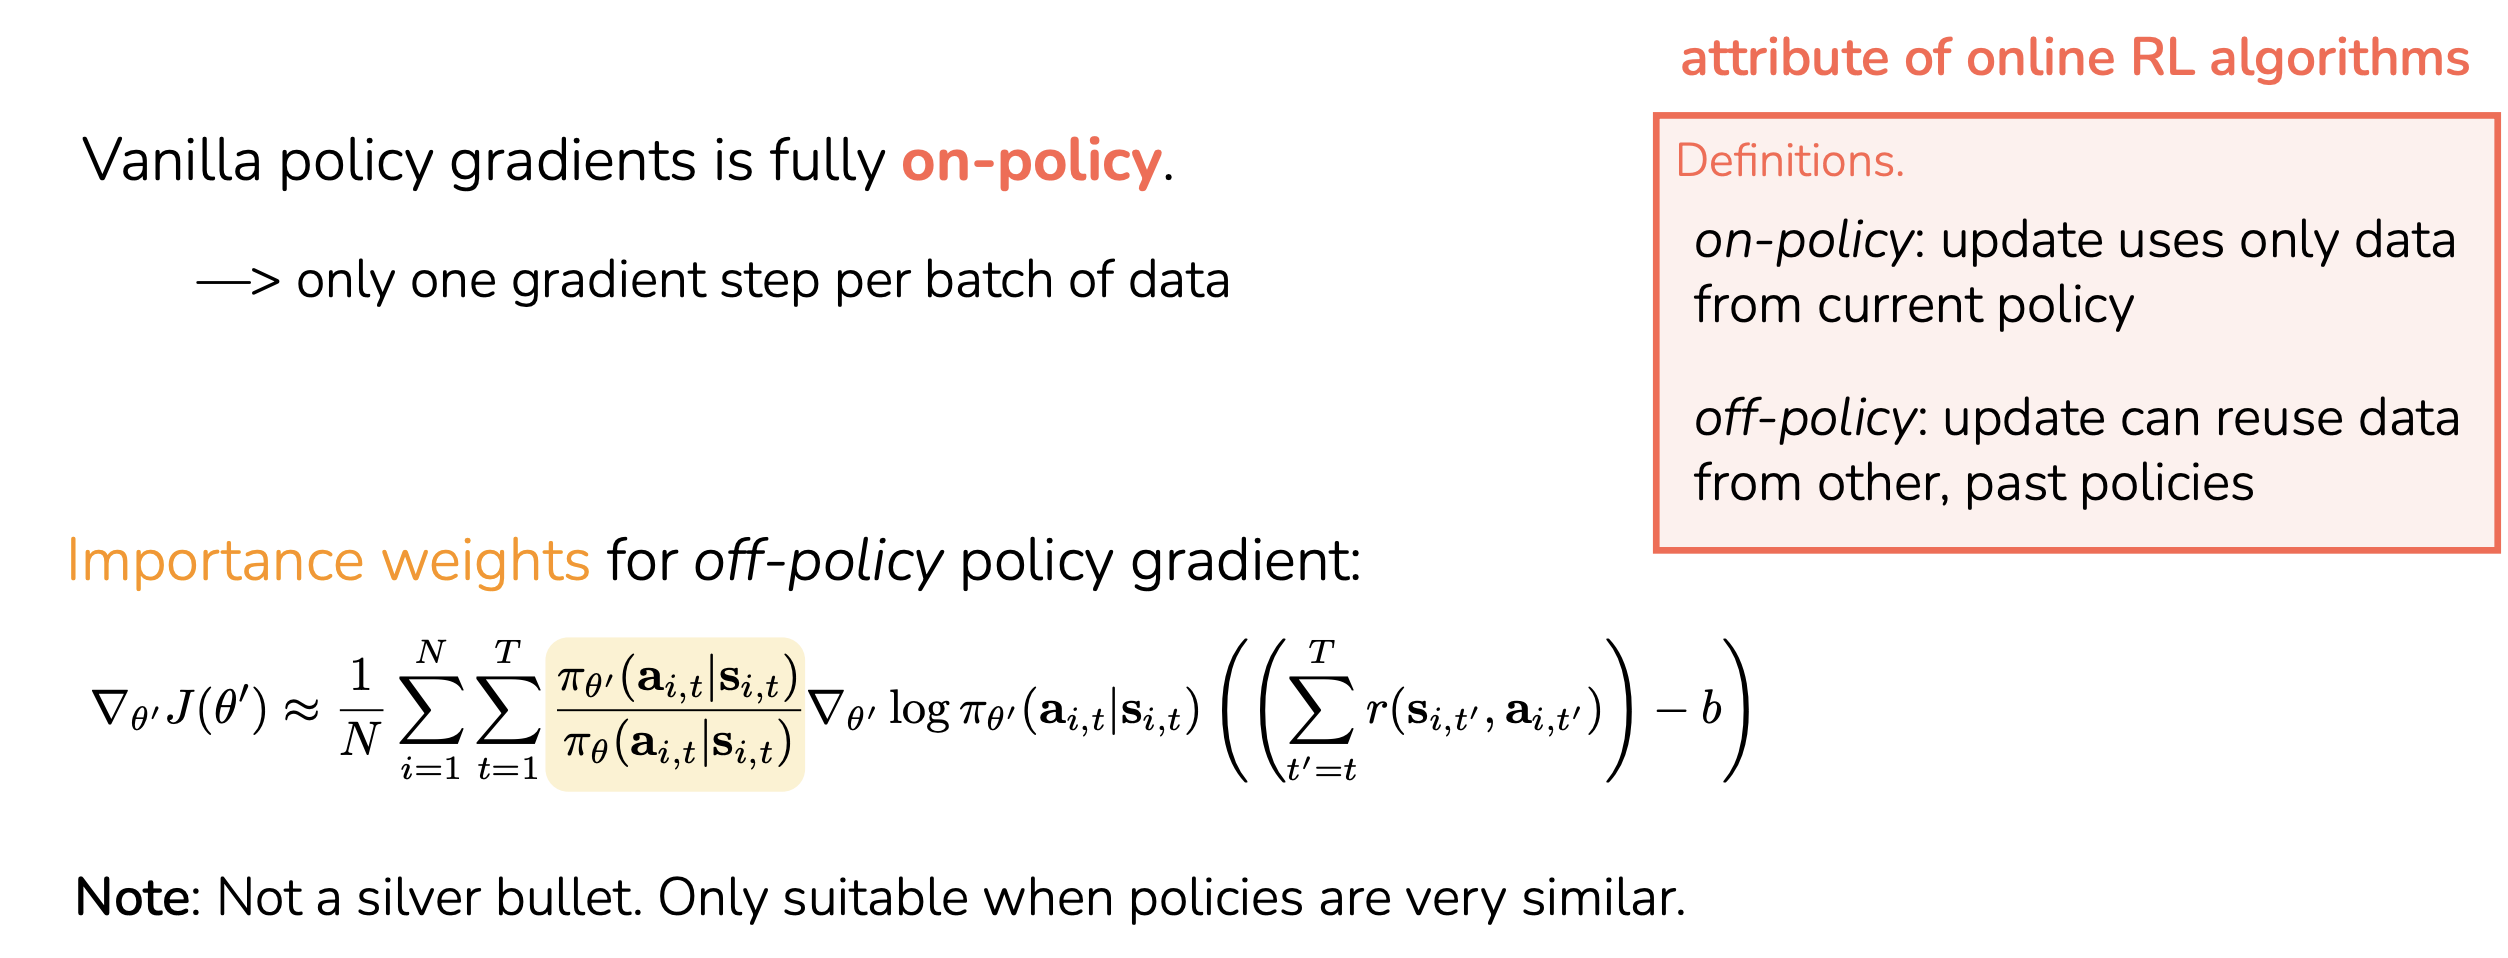 attribute of online RL algorithms
Vanilla policy gradients is fully on-policy.
—> only one gradient step per batch of data
Definitions.
on-policy: update uses only data
from current policy
off-policy: update can reuse data
from other, past policies
Importance weights for off-policy policy gradient:
$\nabla_{\theta'} J(\theta') \approx \frac{1}{N} \sum_{i=1}^{N} \sum_{t=1}^{T} \frac{\pi_{\theta'}(\mathbf{a}_{i,t}|\mathbf{s}_{i,t})}{\pi_{\theta}(\mathbf{a}_{i,t}|\mathbf{s}_{i,t})} \nabla_{\theta'} \log \pi_{\theta'}(\mathbf{a}_{i,t}|\mathbf{s}_{i,t}) \left( \left( \sum_{t'=t}^{T} r(\mathbf{s}_{i,t'}, \mathbf{a}_{i,t'}) \right) - b \right)$
Note: Not a silver bullet. Only suitable when policies are very similar.